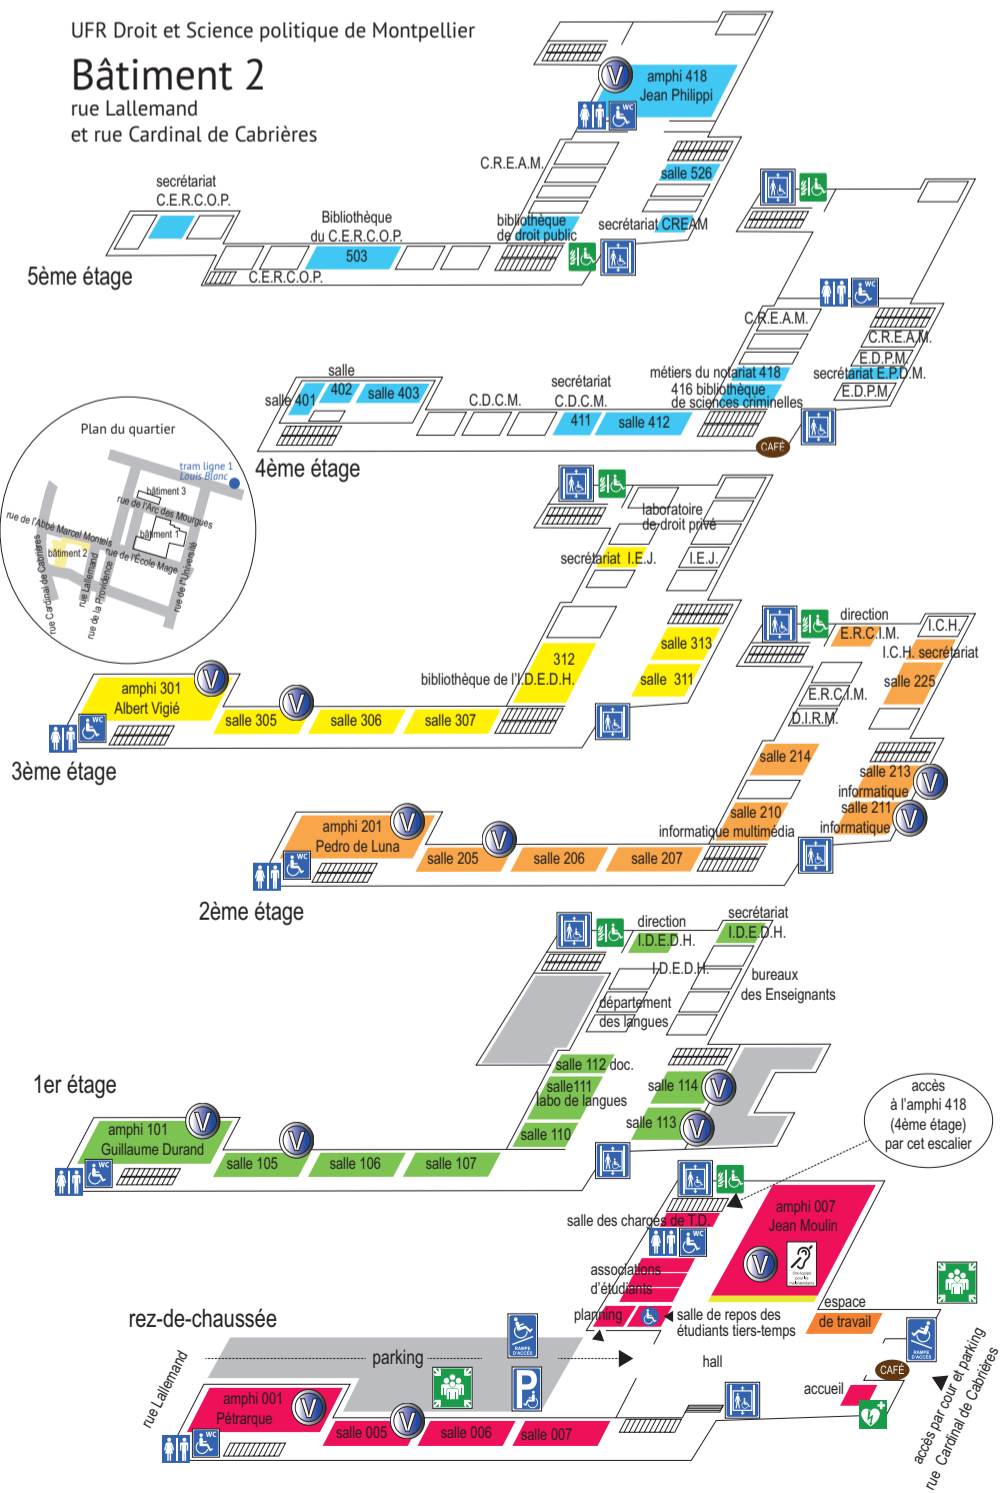 UFR Droit et Science politique de Montpellier
Bâtiment 2
rue Lallemand
et rue Cardinal de Cabrières
amphi 418
Jean Philippi
WC
C.R.E.A.M.
salle 526
secrétariat
C.E.R.C.O.P.
Bibliothèque
du C.E.R.C.O.P.
503
C.E.R.C.O.P.
bibliothèque
de droit public
secrétariat CREAM
5ème étage
WC
C.R.E.A.M.
C.R.E.A.M.
E.D.P.M.
secrétariat E.P.D.M.
E.D.P.M.
métiers du notariat 418
416 bibliothèque
de sciences criminelles
salle
salle 401
402
salle 403
C.D.C.M.
secrétariat
C.D.C.M.
411
salle 412
CAFÉ
4ème étage
Plan du quartier
tram ligne 1
Louis Blanc
bâtiment 3
rue de l'Arc des Mourgues
bâtiment 1
rue de l'Abbé Marcel Montels
rue de l'École Mage
bâtiment 2
rue Cardinal de Cabrières
rue Lallemand
rue de la Providence
rue de l'Université
laboratoire
de droit privé
secrétariat I.E.J.
I.E.J.
salle 313
312
bibliothèque de l'I.D.E.D.H.
salle 311
amphi 301
Albert Vigié
V
salle 305
V
salle 306
salle 307
WC
3ème étage
direction
E.R.C.I.M.
I.C.H.
I.C.H. secrétariat
salle 225
E.R.C.I.M.
D.I.R.M.
salle 214
salle 213
informatique
V
salle 211
informatique
V
salle 210
informatique multimédia
amphi 201
Pedro de Luna
V
salle 205
V
salle 206
salle 207
WC
2ème étage
direction
I.D.E.D.H.
secrétariat
I.D.E.D.H.
I.D.E.D.H.
bureaux
des Enseignants
département
des langues
salle 112 doc.
salle111
labo de langues
salle 110
salle 114
V
salle 113
V
1er étage
amphi 101
Guillaume Durand
V
salle 105
V
salle 106
salle 107
WC
accès
à l'amphi 418
(4ème étage)
par cet escalier
salle des chargés de T.D.
WC
amphi 007
Jean Moulin
V
associations
d'étudiants
planning
salle de repos des
étudiants tiers-temps
espace
de travail
rez-de-chaussée
RAMPE
D'ACCÈS
parking
P
hall
RAMPE
D'ACCÈS
CAFÉ
accueil
rue Lallemand
amphi 001
Pétrarque
V
salle 005
V
salle 006
salle 007
WC
accès par cour et parking
rue Cardinal de Cabrières